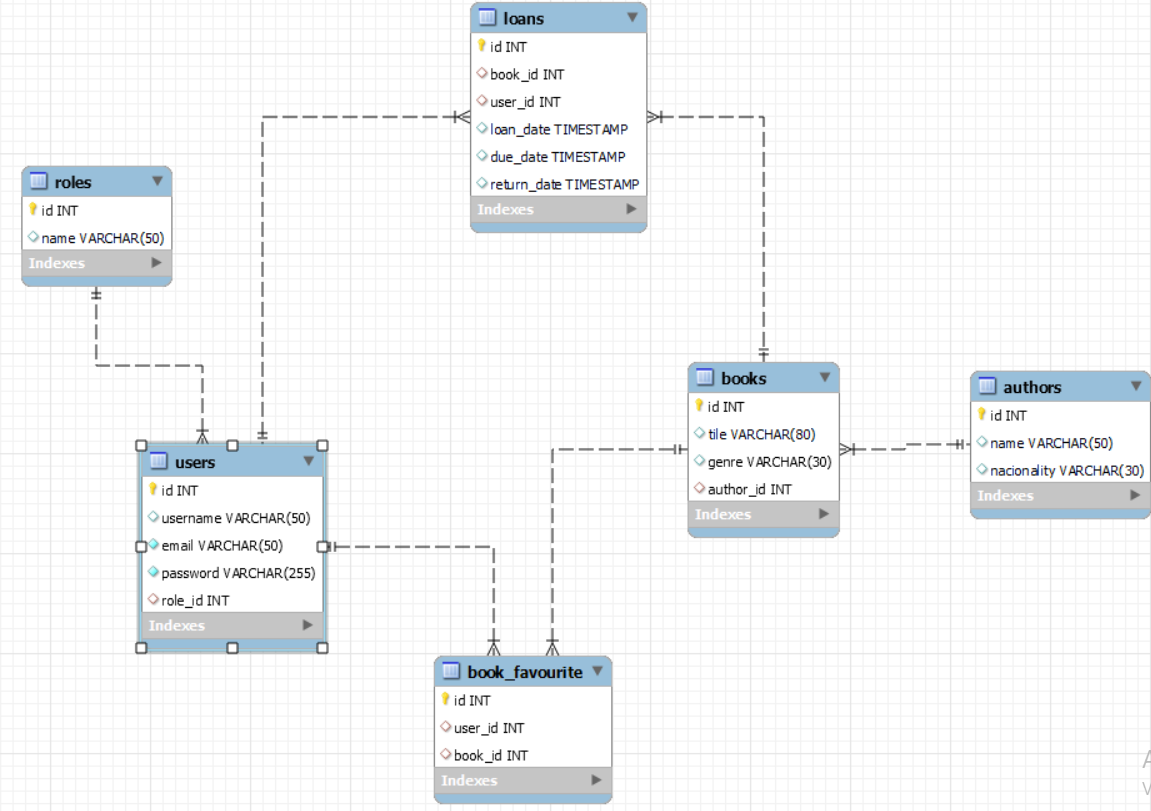 loans
id INT
book_id INT
user_id INT
loan_date TIMESTAMP
due_date TIMESTAMP
return_date TIMESTAMP
Indexes
roles
id INT
name VARCHAR(50)
Indexes
books
id INT
tile VARCHAR(80)
genre VARCHAR(30)
author_id INT
Indexes
authors
id INT
name VARCHAR(50)
nacionality VARCHAR(30)
Indexes
users
id INT
username VARCHAR(50)
email VARCHAR(50)
password VARCHAR(255)
role_id INT
Indexes
book_favourite
id INT
user_id INT
book_id INT
Indexes